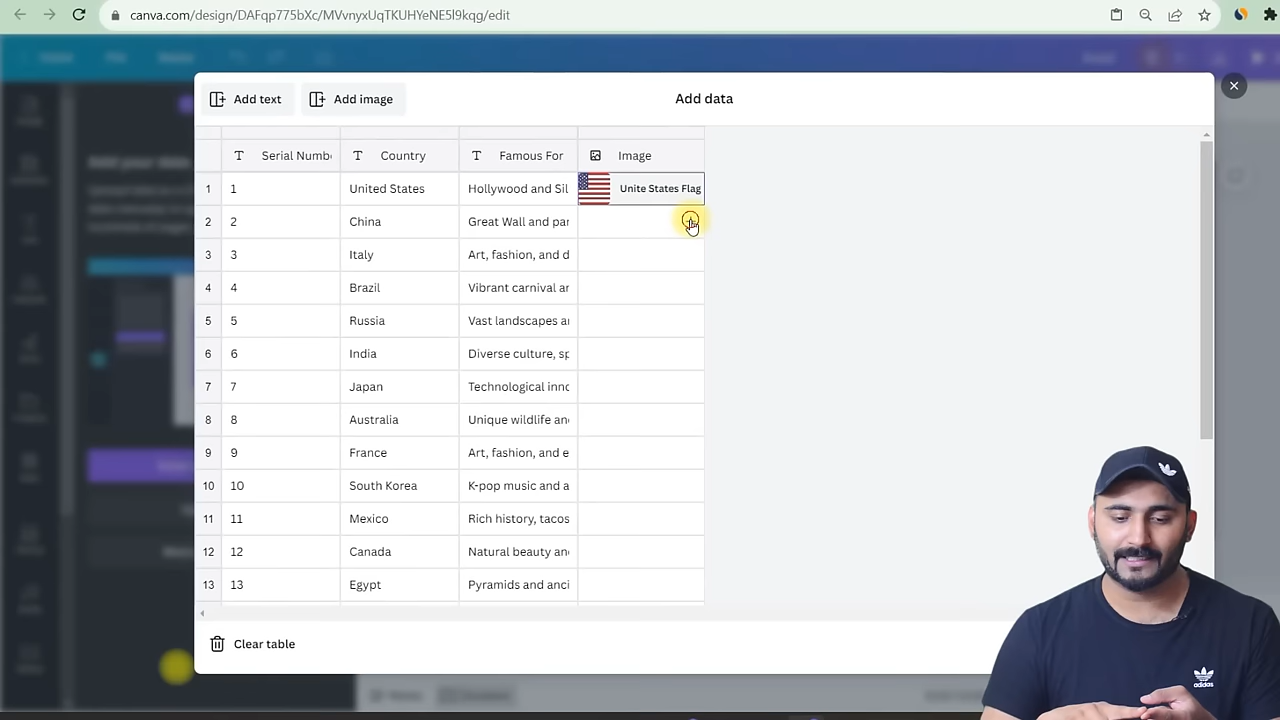 canva.com/design/DAFqp775bXc/MVvnyxUqTKUHYeNE5l9kqg/edit
Add text
Add image
Add data
Serial Numb
Country
Famous For
Image
1 1 United States Hollywood and Sil Unite States Flag
2 2 China Great Wall and par
3 3 Italy Art, fashion, and d
4 4 Brazil Vibrant carnival ar
5 5 Russia Vast landscapes a
6 6 India Diverse culture, sp
7 7 Japan Technological inno
8 8 Australia Unique wildlife and
9 9 France Art, fashion, and e
10 10 South Korea K-pop music and a
11 11 Mexico Rich history, tacos
12 12 Canada Natural beauty and
13 13 Egypt Pyramids and anci
Clear table
adidas